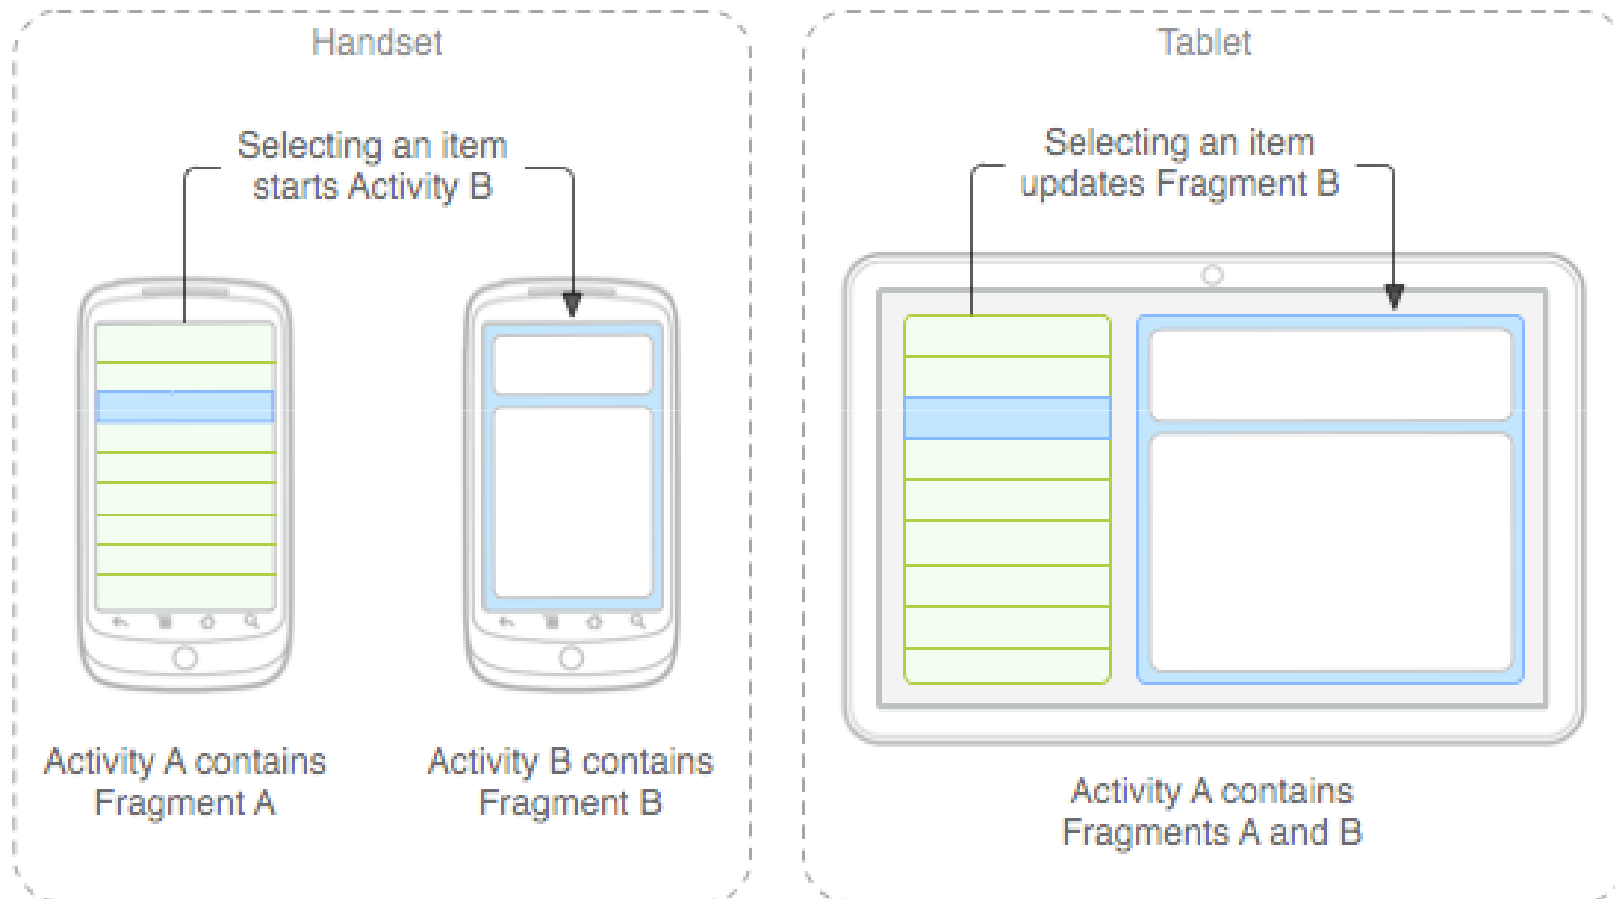 Handset
Selecting an item
starts Activity B
Activity A contains
Fragment A
Activity B contains
Fragment B
Tablet
Selecting an item
updates Fragment B
Activity A contains
Fragments A and B